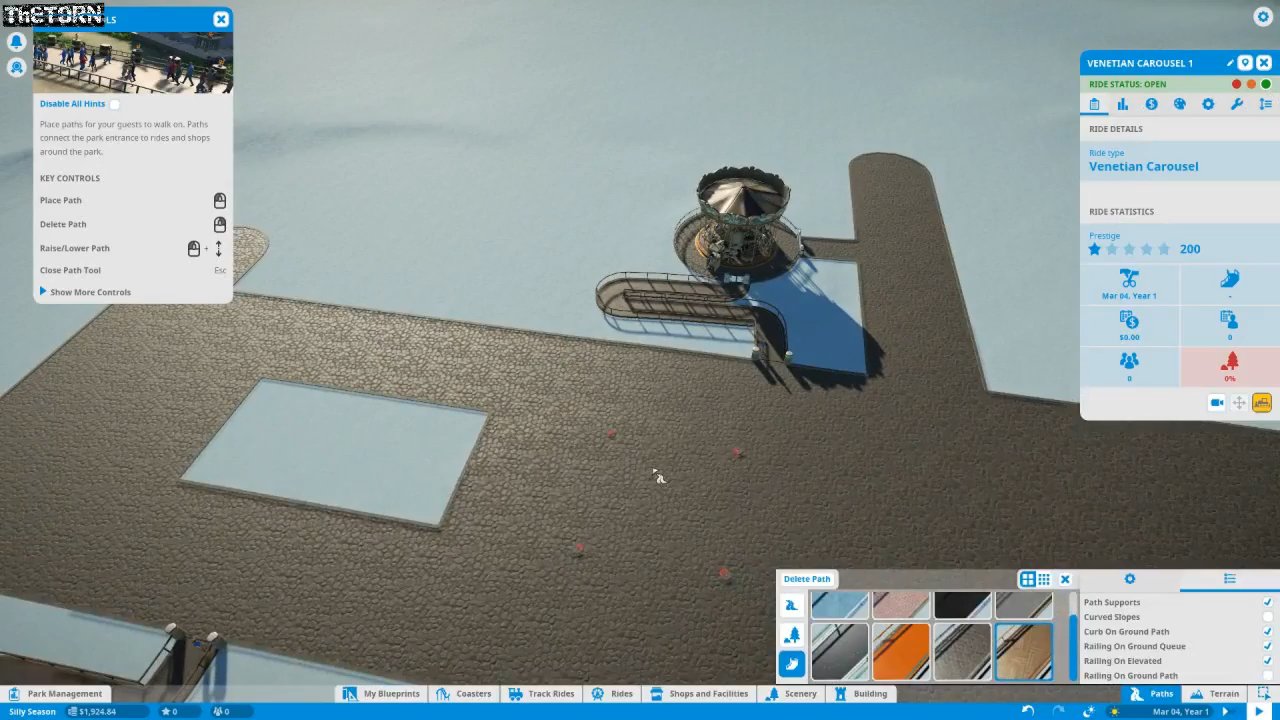 THETORN
OLS
Disable All Hints
Place paths for your guests to walk on. Paths
connect the park entrance to rides and shops
around the park.
KEY CONTROLS
Place Path
Delete Path
Raise/Lower Path
+
Close Path Tool
Esc
Show More Controls
VENETIAN CAROUSEL 1
RIDE STATUS: OPEN
RIDE DETAILS
Ride type
Venetian Carousel
RIDE STATISTICS
Prestige
200
Mar 04, Year 1
-
$0.00
0
0
0%
Delete Path
Path Supports
Curved Slopes
Curb On Ground Path
Railing On Ground Queue
Railing On Elevated
Railing On Ground Path
Park Management
My Blueprints
Coasters
Track Rides
Rides
Shops and Facilities
Scenery
Building
Paths
Terrain
Silly Season
$1,924.84
0
0
Mar 04, Year 1